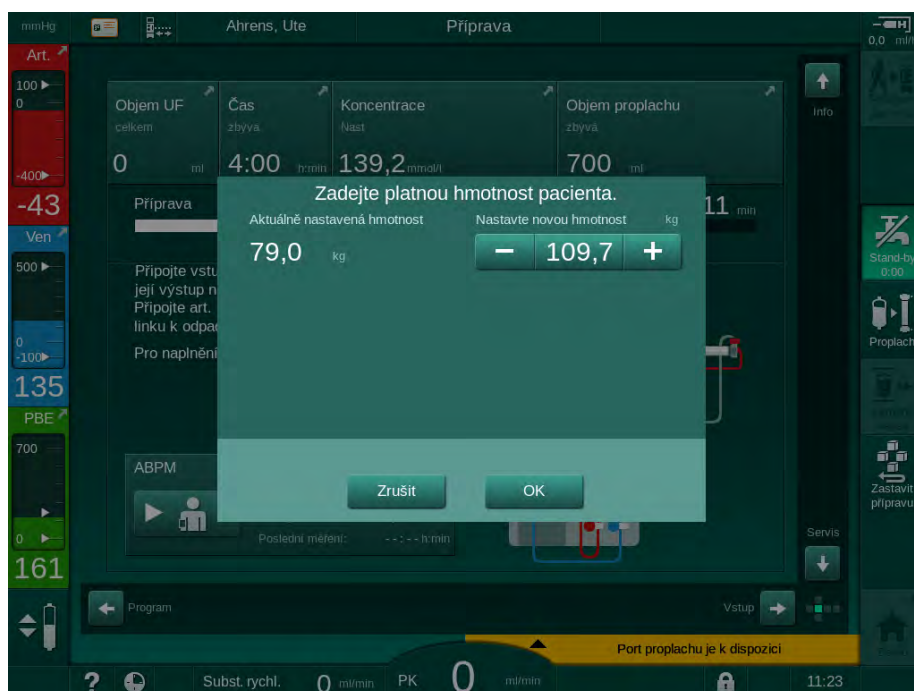 mmHg
Ahrens, Ute
Příprava
0,0 ml/h
Art.
100
0
-400
-43
Ven
500
0
-100
135
PBE
700
0
161
Objem UF
celkem
0 ml
Čas
zbývá
4:00 h:min
Koncentrace
Nast
139,2 mmol/l
Objem proplachu
zbývá
700 ml
Info
Příprava
11 min
Zadejte platnou hmotnost pacienta.
Aktuálně nastavená hmotnost
Nastavte novou hmotnost kg
79,0 kg
− 109,7 +
Připojte vstu
její výstup n
Připojte art.
linku k odpa
Pro naplnění
Zrušit
OK
ABPM
Poslední měření: --:-- h:min
Stand-by
0:00
Proplach
Zastavit
přípravu
Servis
Program
Vstup
Port proplachu je k dispozici
?
Subst. rychl. 0 ml/min
PK 0 ml/min
11:23